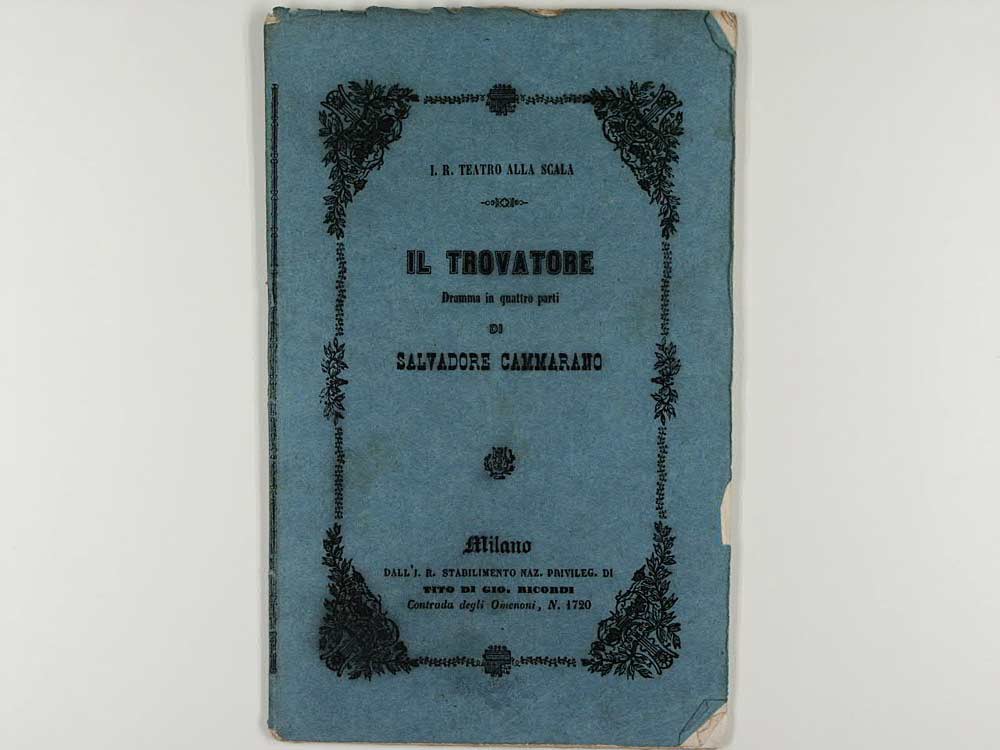 I. R. TEATRO ALLA SCALA
IL TROVATORE
Dramma in quattro parti
DI
SALVADORE CAMMARANO
Milano
DALL'I. R. STABILIMENTO NAZ. PRIVILEG. DI
TITO DI GIO. RICORDI
Contrada degli Omenoni, N. 1720